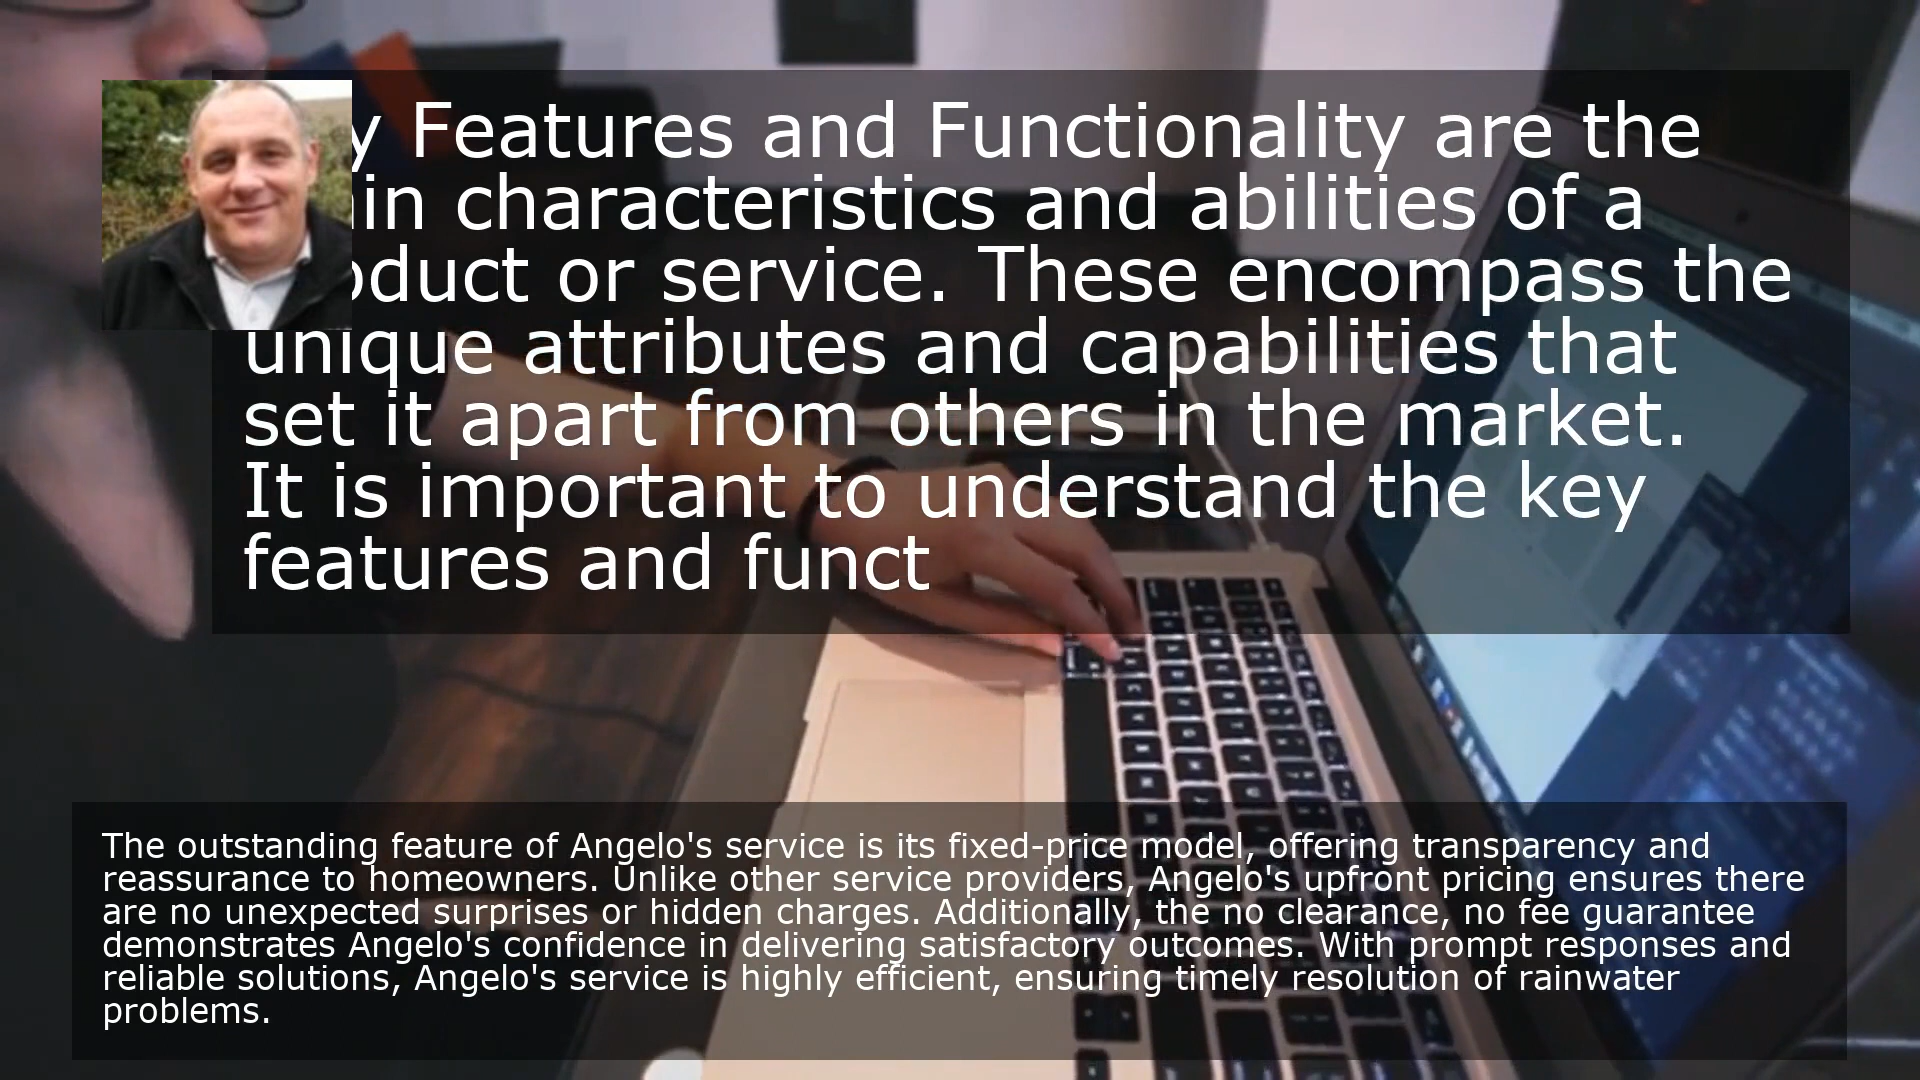 y Features and Functionality are the
in characteristics and abilities of a
oduct or service. These encompass the
unique attributes and capabilities that
set it apart from others in the market.
It is important to understand the key
features and funct
The outstanding feature of Angelo's service is its fixed-price model, offering transparency and
reassurance to homeowners. Unlike other service providers, Angelo's upfront pricing ensures there
are no unexpected surprises or hidden charges. Additionally, the no clearance, no fee guarantee
demonstrates Angelo's confidence in delivering satisfactory outcomes. With prompt responses and
reliable solutions, Angelo's service is highly efficient, ensuring timely resolution of rainwater
problems.